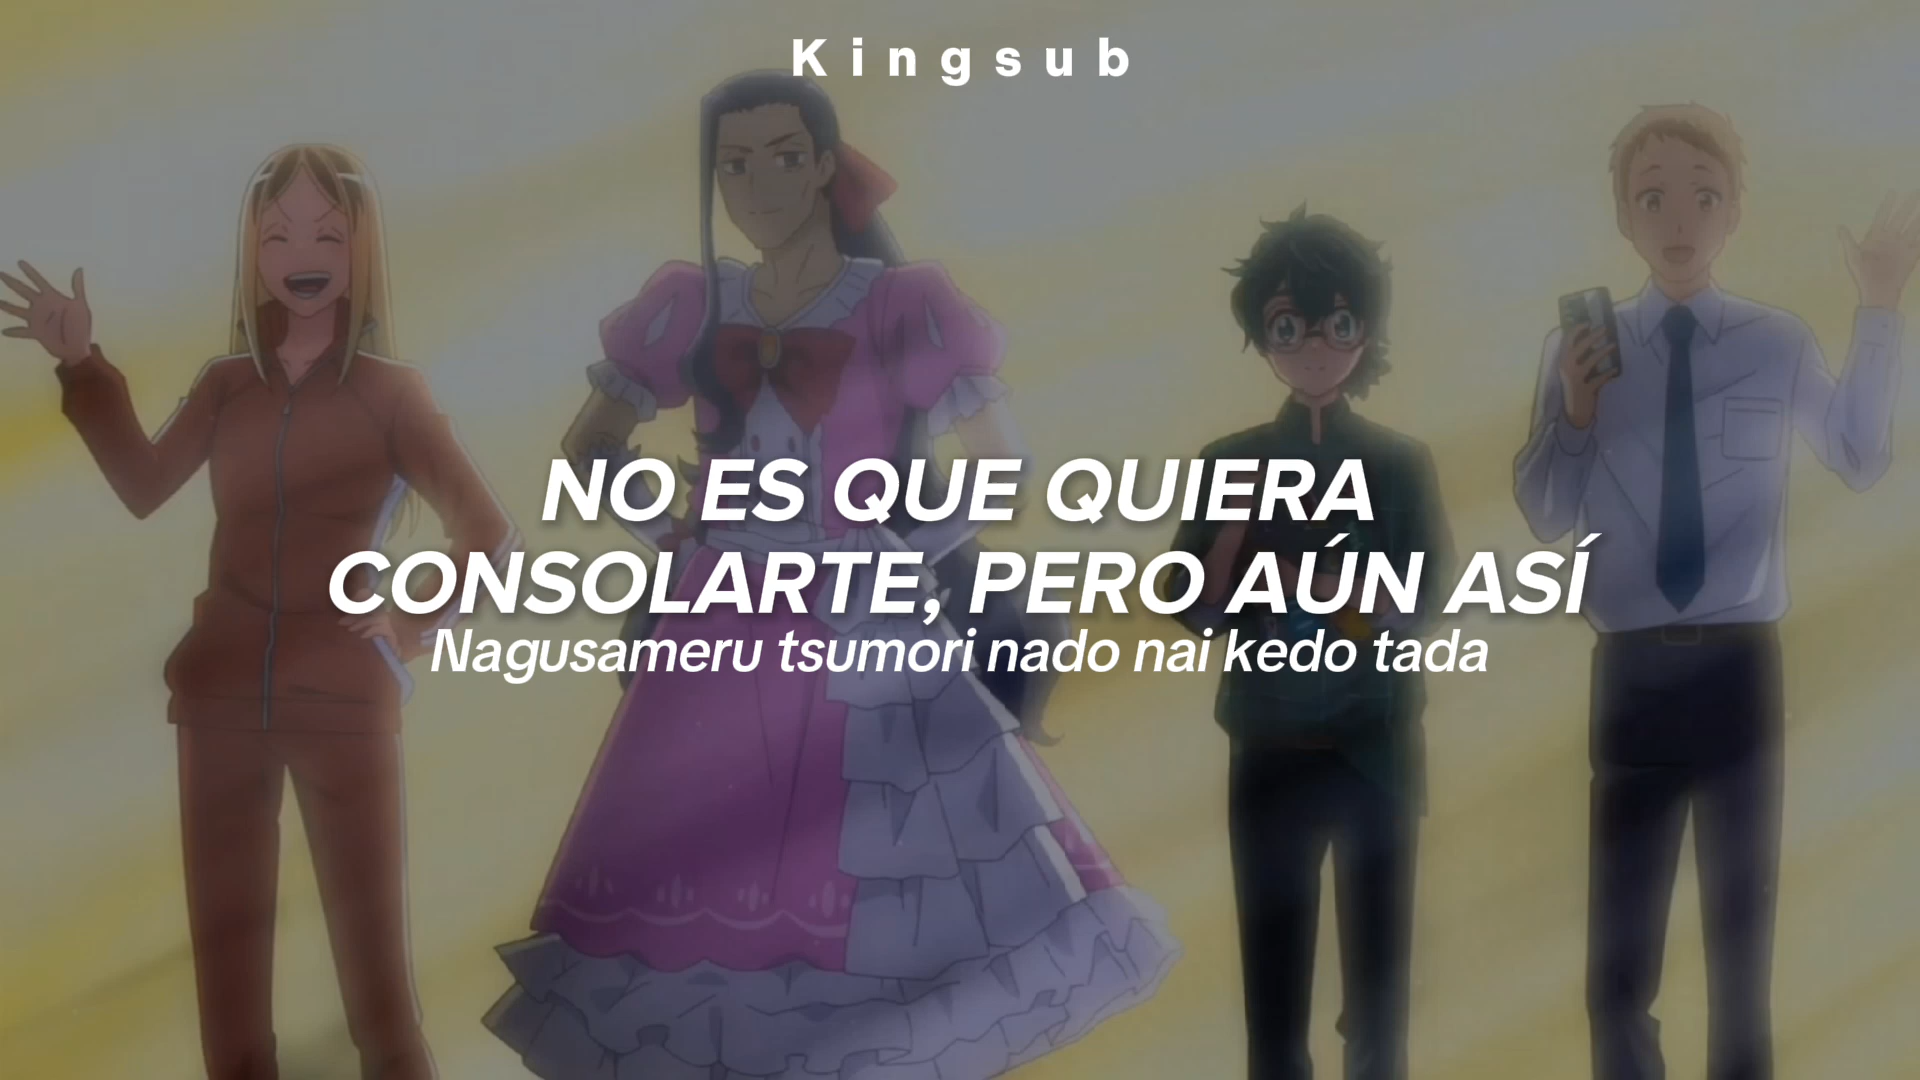 Kingsub
NO ES QUE QUIERA
CONSOLARTE, PERO AÚN ASÍ
Nagusameru tsumori nado nai kedo tada